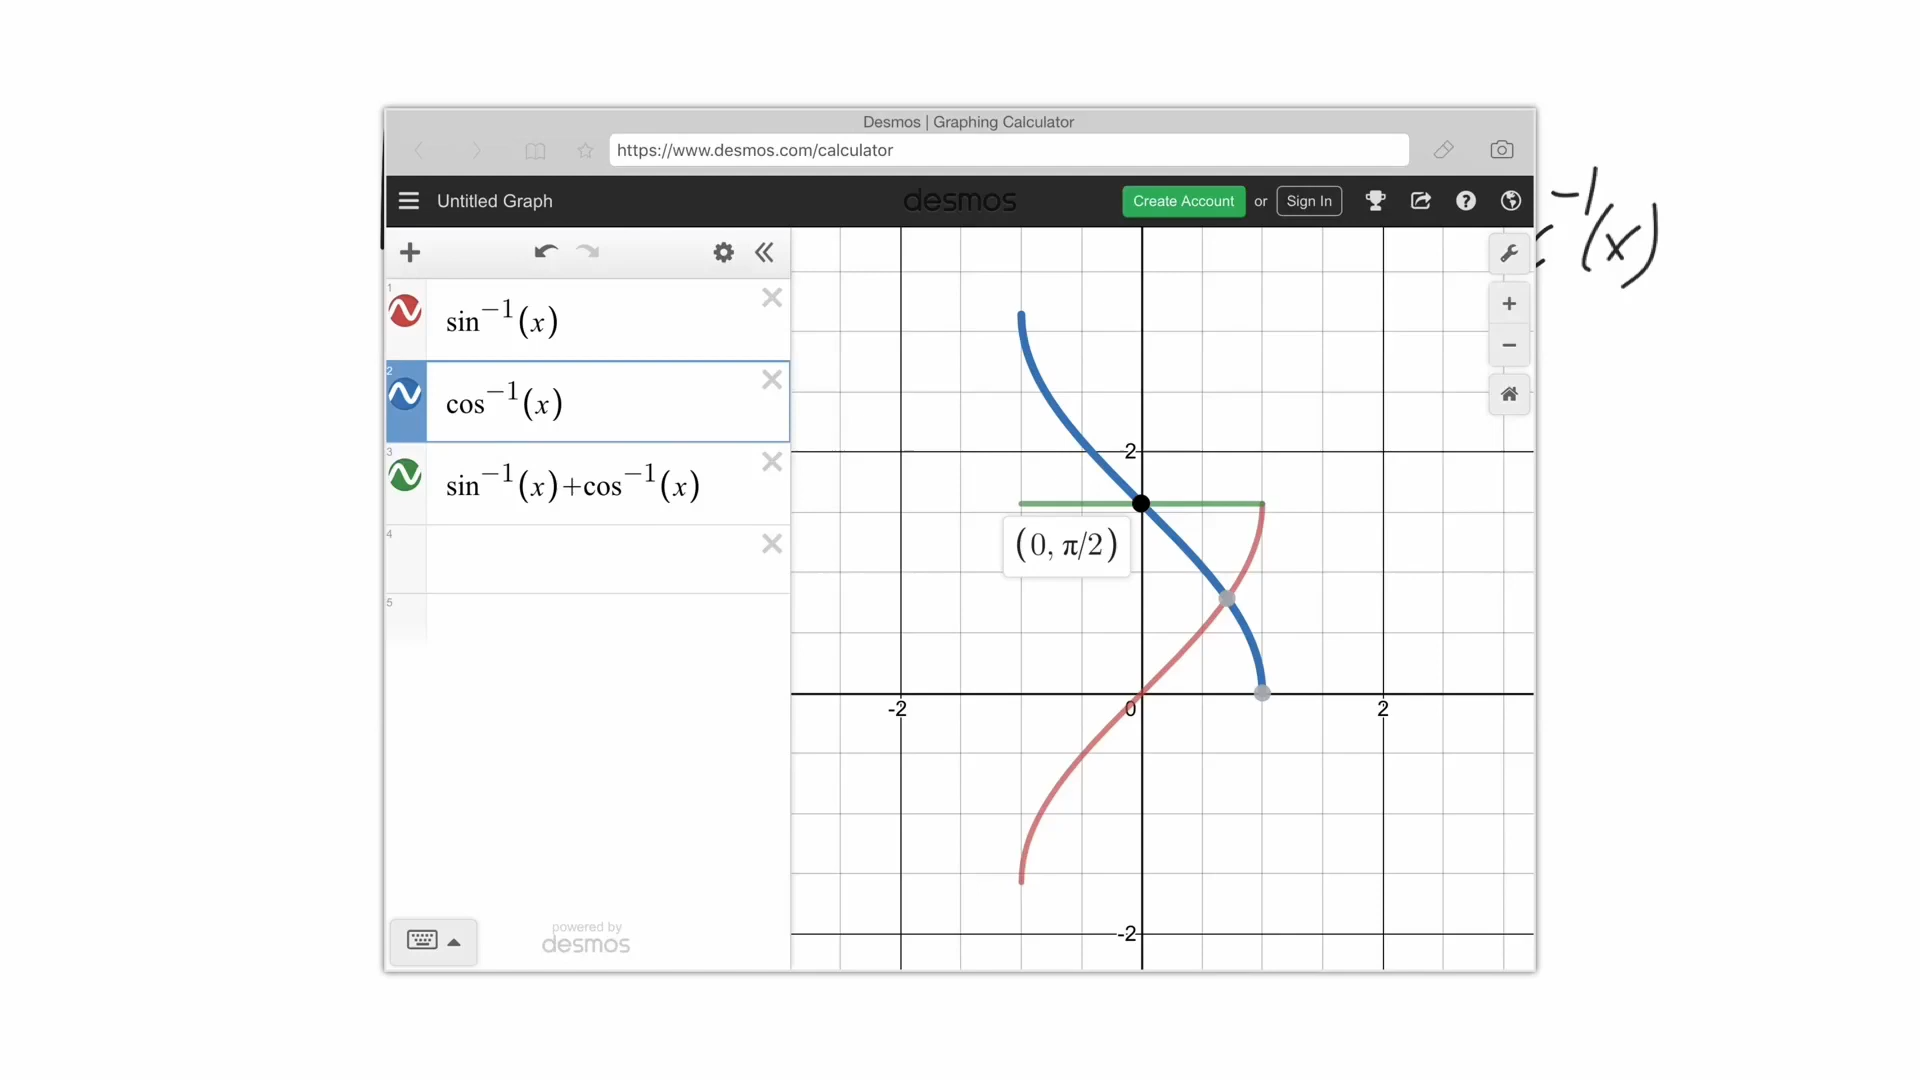 Desmos | Graphing Calculator
https://www.desmos.com/calculator
Untitled Graph
desmos
Create Account or Sign In
?
1
sin⁻¹(x)
2
cos⁻¹(x)
3
sin⁻¹(x)+cos⁻¹(x)
4
5
2
(0, π/2)
-2
0
2
-2
powered by
desmos
⁻¹(x)